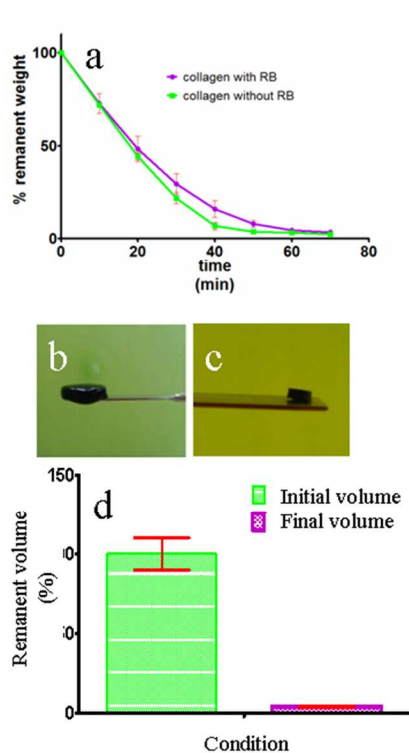 a
collagen with RB
collagen without RB
% remanent weight
100
50
0
0 20 40 60 80
time
(min)
b
c
d
Initial volume
Final volume
Remanent volume
(%)
150
0
Condition